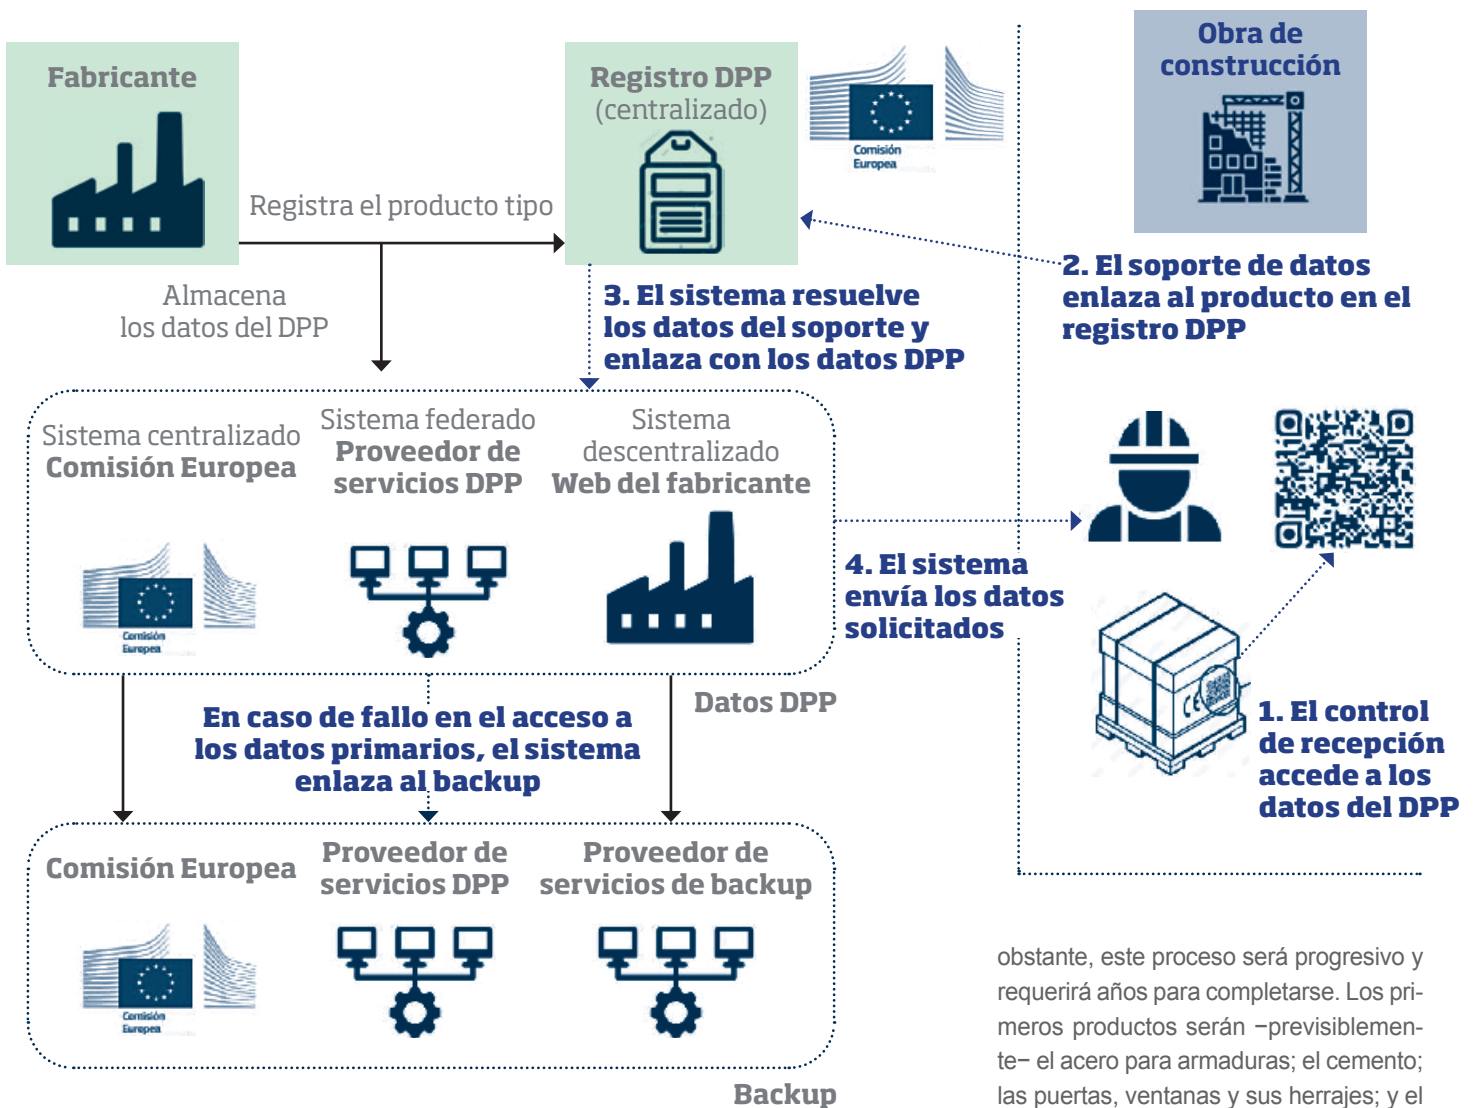 Fabricante
Registra el producto tipo
Almacena
los datos del DPP
Registro DPP
(centralizado)
Comisión
Europea
Obra de
construcción
2. El soporte de datos
enlaza al producto en el
registro DPP
3. El sistema resuelve
los datos del soporte y
enlaza con los datos DPP
Sistema centralizado
Comisión Europea
Comisión
Europea
Sistema federado
Proveedor de
servicios DPP
Sistema
descentralizado
Web del fabricante
4. El sistema
envía los datos
solicitados
CE
1. El control
de recepción
accede a los
datos del DPP
Datos DPP
En caso de fallo en el acceso a
los datos primarios, el sistema
enlaza al backup
Comisión Europea
Comisión
Europea
Proveedor de
servicios DPP
Proveedor de
servicios de backup
Backup
obstante, este proceso será progresivo y
requerirá años para completarse. Los pri-
meros productos serán −previsiblemen-
te− el acero para armaduras; el cemento;
las puertas, ventanas y sus herrajes; y el